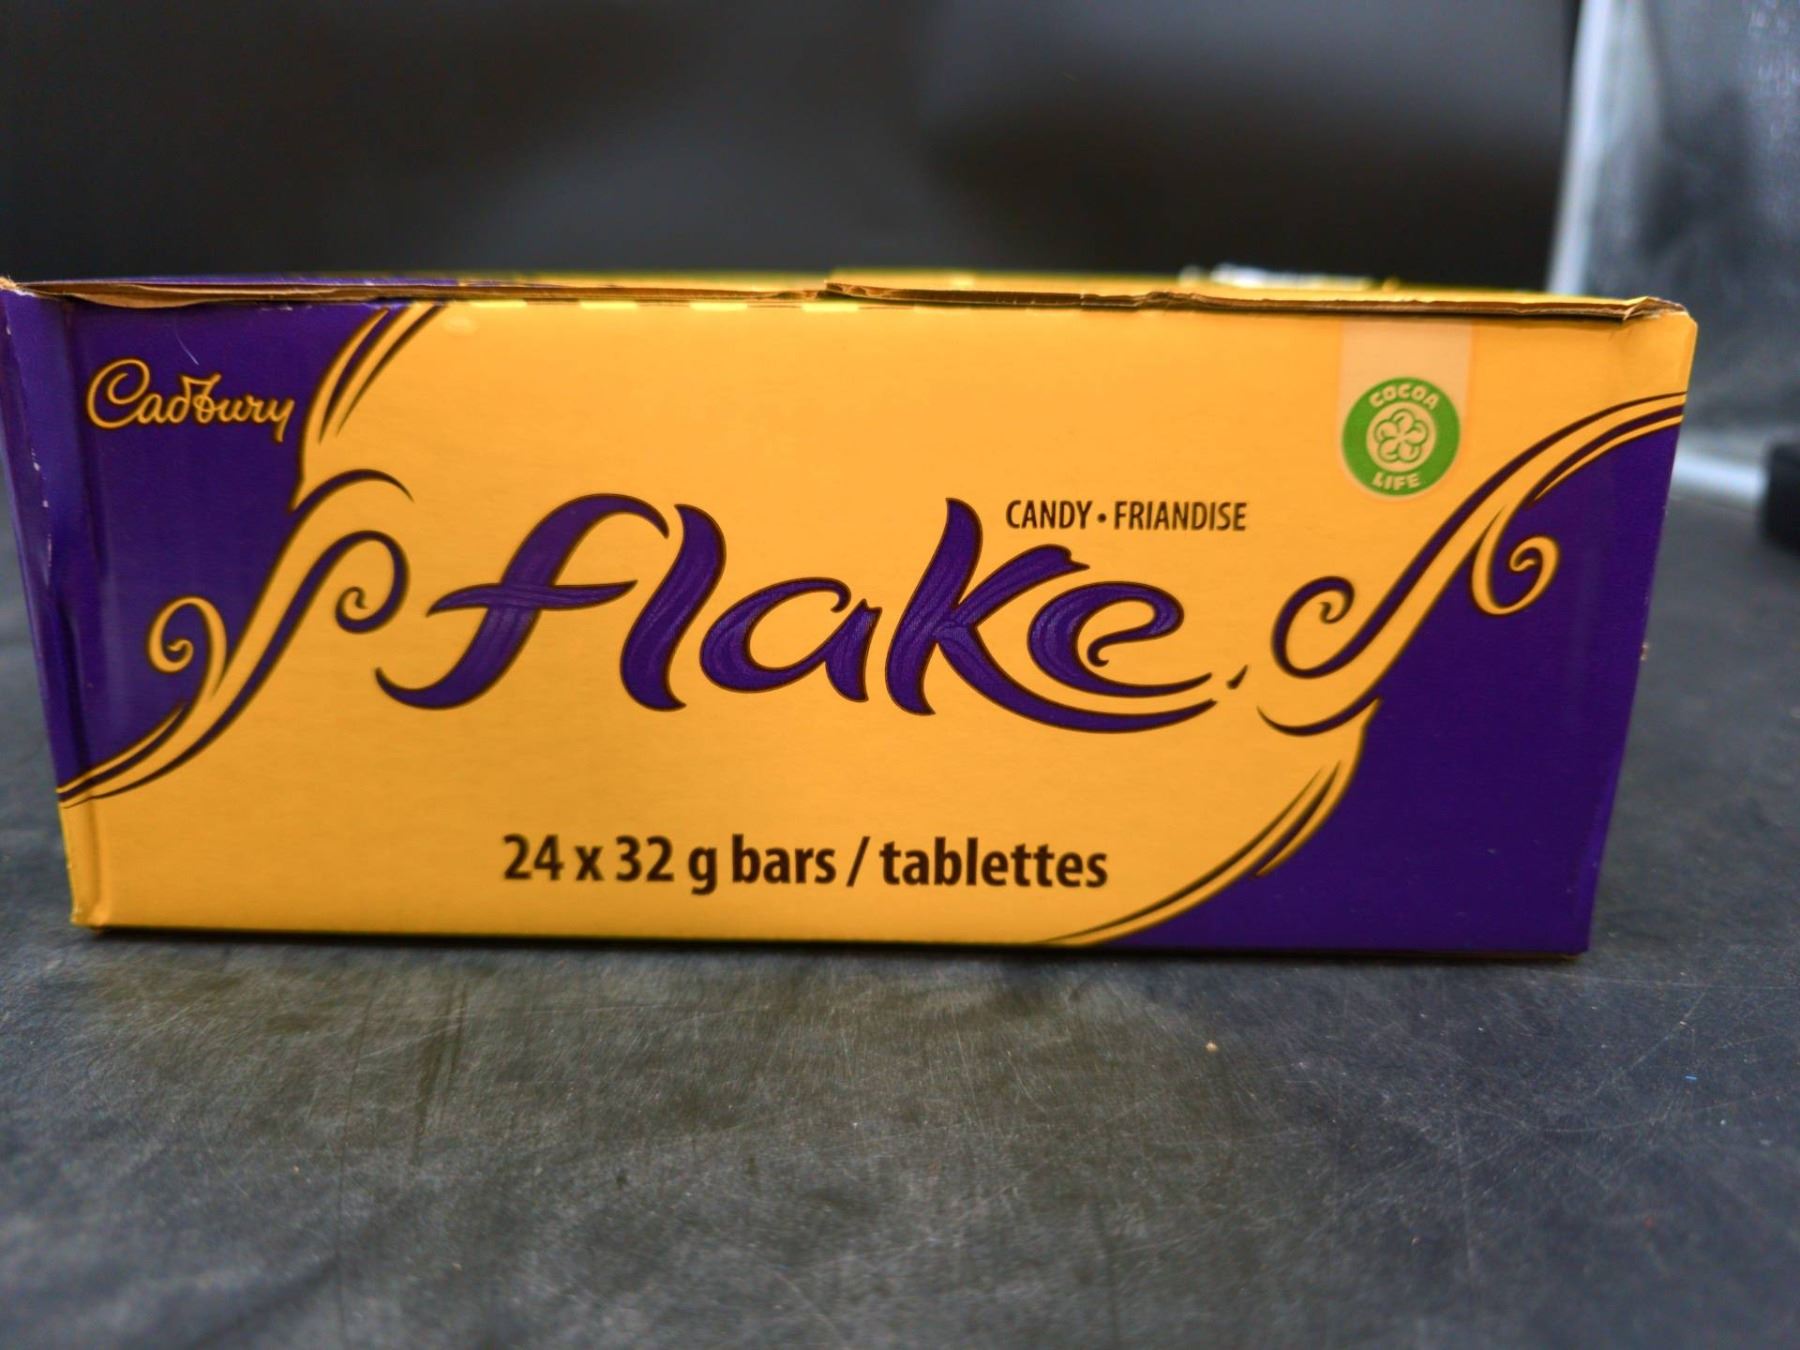 Cadbury
COCOA
LIFE
CANDY • FRIANDISE
flake
24 x 32 g bars / tablettes